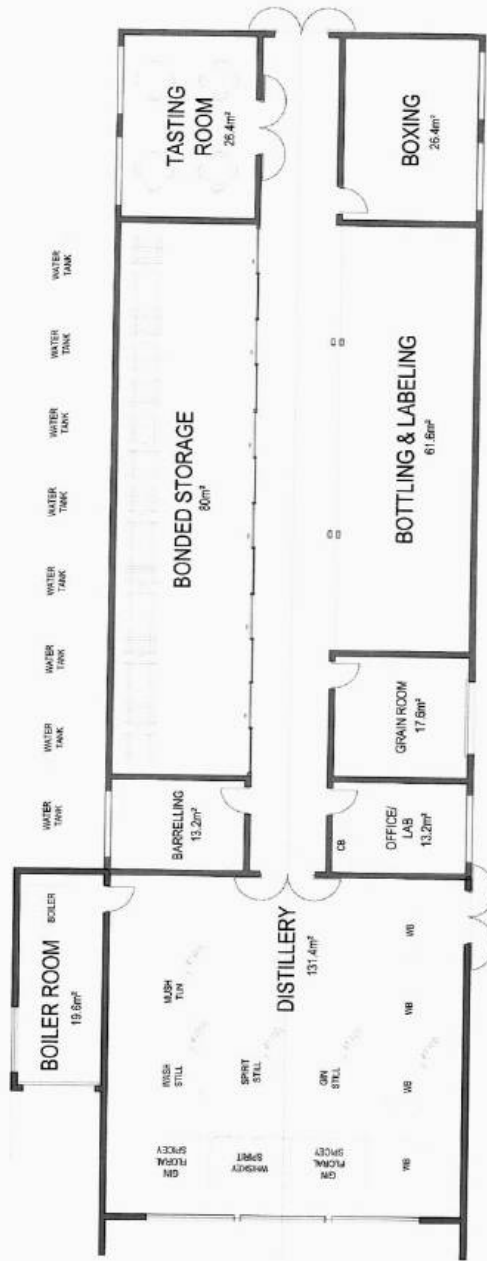 WATER
TANK
WATER
TANK
WATER
TANK
WATER
TANK
WATER
TANK
WATER
TANK
WATER
TANK
WATER
TANK
BOILER ROOM
19.6m²
BOILER
BARRELLING
13.2m²
BONDED STORAGE
80m²
TASTING
ROOM
26.4m²
DISTILLERY
131.4m²
MUSH
TUN
WASH
STILL
SPIRIT
STILL
GIN
STILL
GIN
FLORAL
SPICEY
WHISKEY
SPIRIT
GIN
FLORAL
SPICEY
WB
WB
WB
WB
CB
OFFICE/
LAB
13.2m²
GRAIN ROOM
17.6m²
BOTTLING & LABELING
61.6m²
BOXING
26.4m²